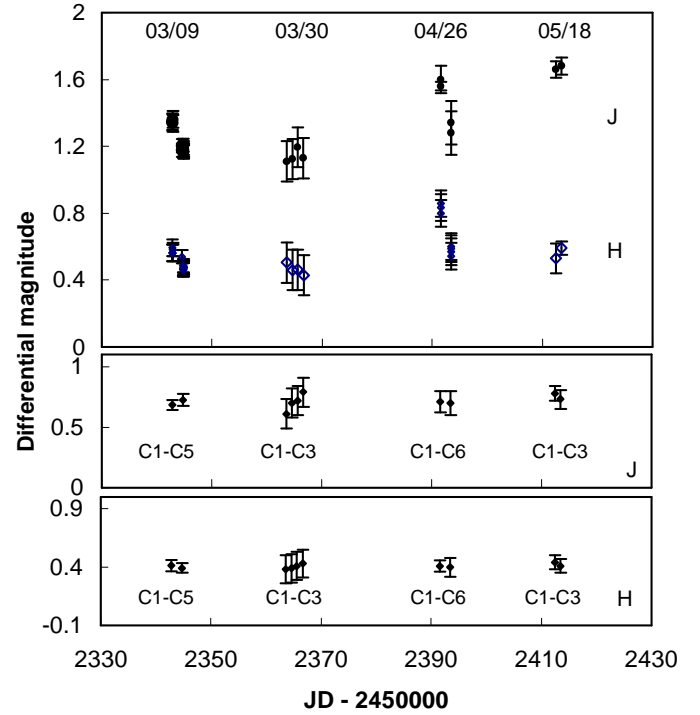 2
03/09 03/30 04/26 05/18
1.6
J
1.2
Differential magnitude
0.8
H
0.4
0
1
0.5
C1-C5 C1-C3 C1-C6 C1-C3
J
0
0.9
0.4
C1-C5 C1-C3 C1-C6 C1-C3 H
-0.1
2330 2350 2370 2390 2410 2430
JD - 2450000